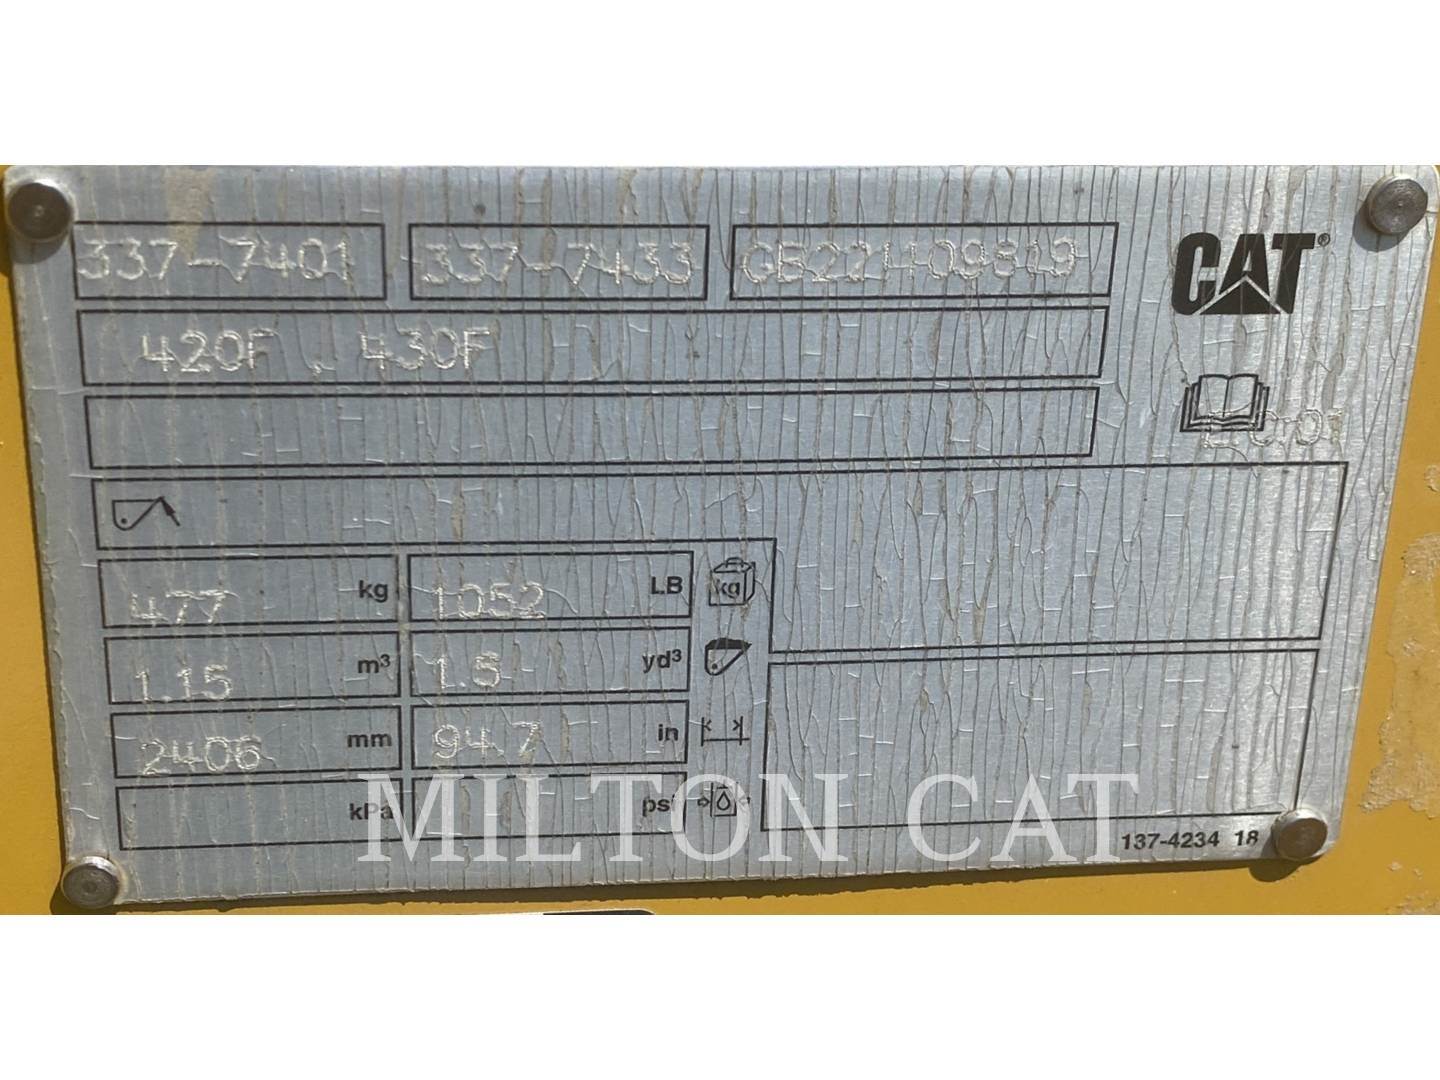 337-7401 337-7433
CAT®
420F , 430F
477 kg 1052 LB kg
1.15 m³ 1.5 yd³
2406 mm 94.7 in
kPa psi
MILTON CAT
137-4234 18